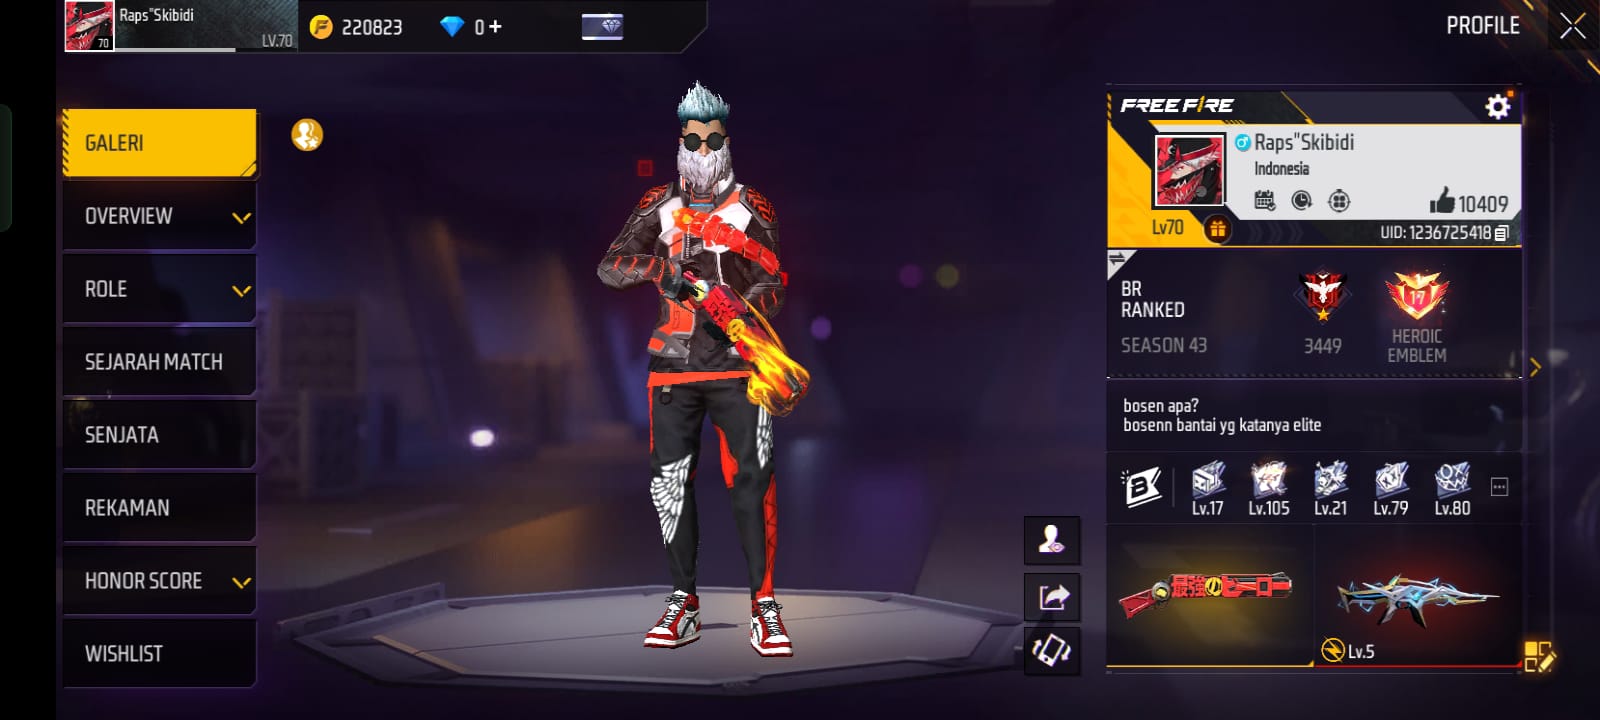 Raps"Skibidi
70
LV.70
220823
0+
PROFILE
GALERI
OVERVIEW
ROLE
SEJARAH MATCH
SENJATA
REKAMAN
HONOR SCORE
WISHLIST
FREE FIRE
Raps"Skibidi
Indonesia
10409
Lv70
UID: 1236725418
BR
RANKED
SEASON 43
3449
17
HEROIC
EMBLEM
bosen apa?
bosenn bantai yg katanya elite
B
Lv.17
Lv.105
Lv.21
Lv.79
Lv.80
最強のヒーロー
Lv.5